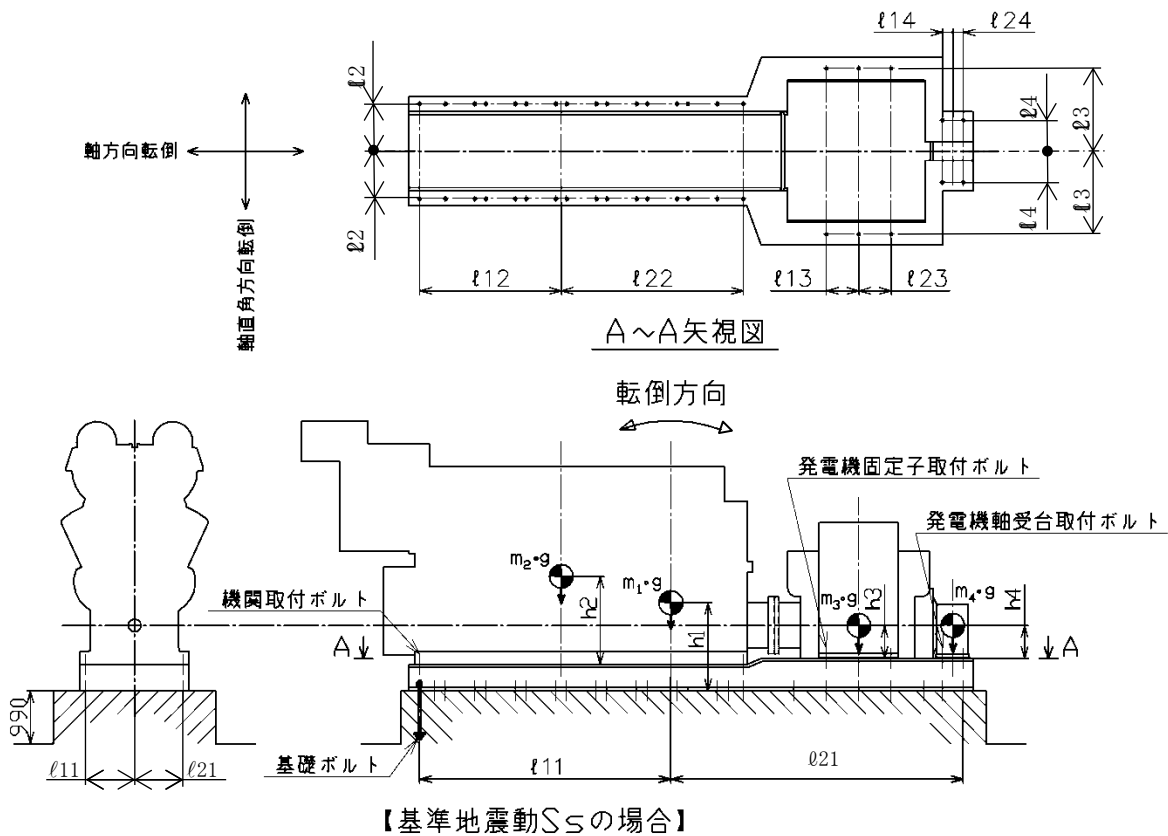 ℓ14 ℓ24
ℓ2
ℓ2
軸方向転倒
軸直角方向転倒
ℓ4
ℓ4
ℓ3
ℓ3
ℓ12 ℓ22 ℓ13 ℓ23
A～A矢視図
転倒方向
発電機固定子取付ボルト
発電機軸受台取付ボルト
m₂・g
m₁・g
m₃・g
m₄・g
機関取付ボルト
h2
h1
h3
h4
A
A
990
基礎ボルト
ℓ11 ℓ21
ℓ11 ℓ21
【基準地震動Ssの場合】